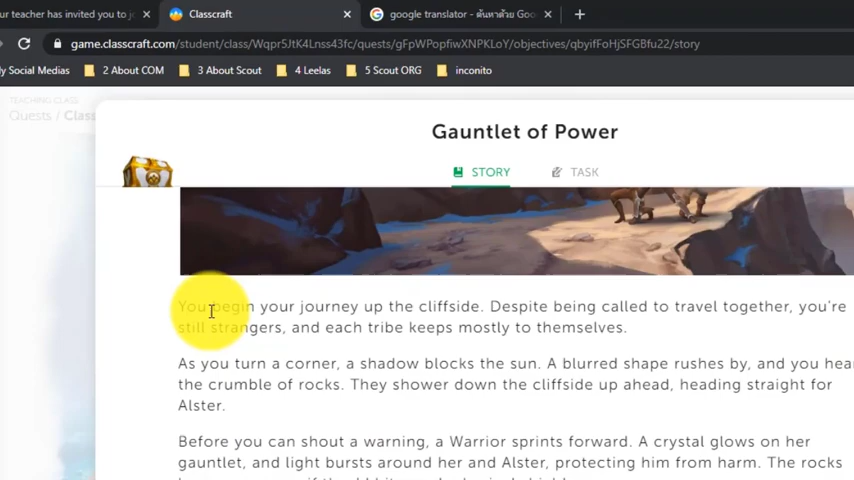 ur teacher has invited you to j
Classcraft
google translator - ค้นหาด้วย Goo
game.classcraft.com/student/class/Wqpr5JtK4Lnss43fc/quests/gFpWPopfiwXNPKLoY/objectives/qbyifFoHjSFGBfu22/story
y Social Medias
2 About COM
3 About Scout
4 Leelas
5 Scout ORG
inconito
TEACHING CLASS
Quests / Class
Gauntlet of Power
STORY
TASK
You begin your journey up the cliffside. Despite being called to travel together, you're
still strangers, and each tribe keeps mostly to themselves.
As you turn a corner, a shadow blocks the sun. A blurred shape rushes by, and you hea
the crumble of rocks. They shower down the cliffside up ahead, heading straight for
Alster.
Before you can shout a warning, a Warrior sprints forward. A crystal glows on her
gauntlet, and light bursts around her and Alster, protecting him from harm. The rocks